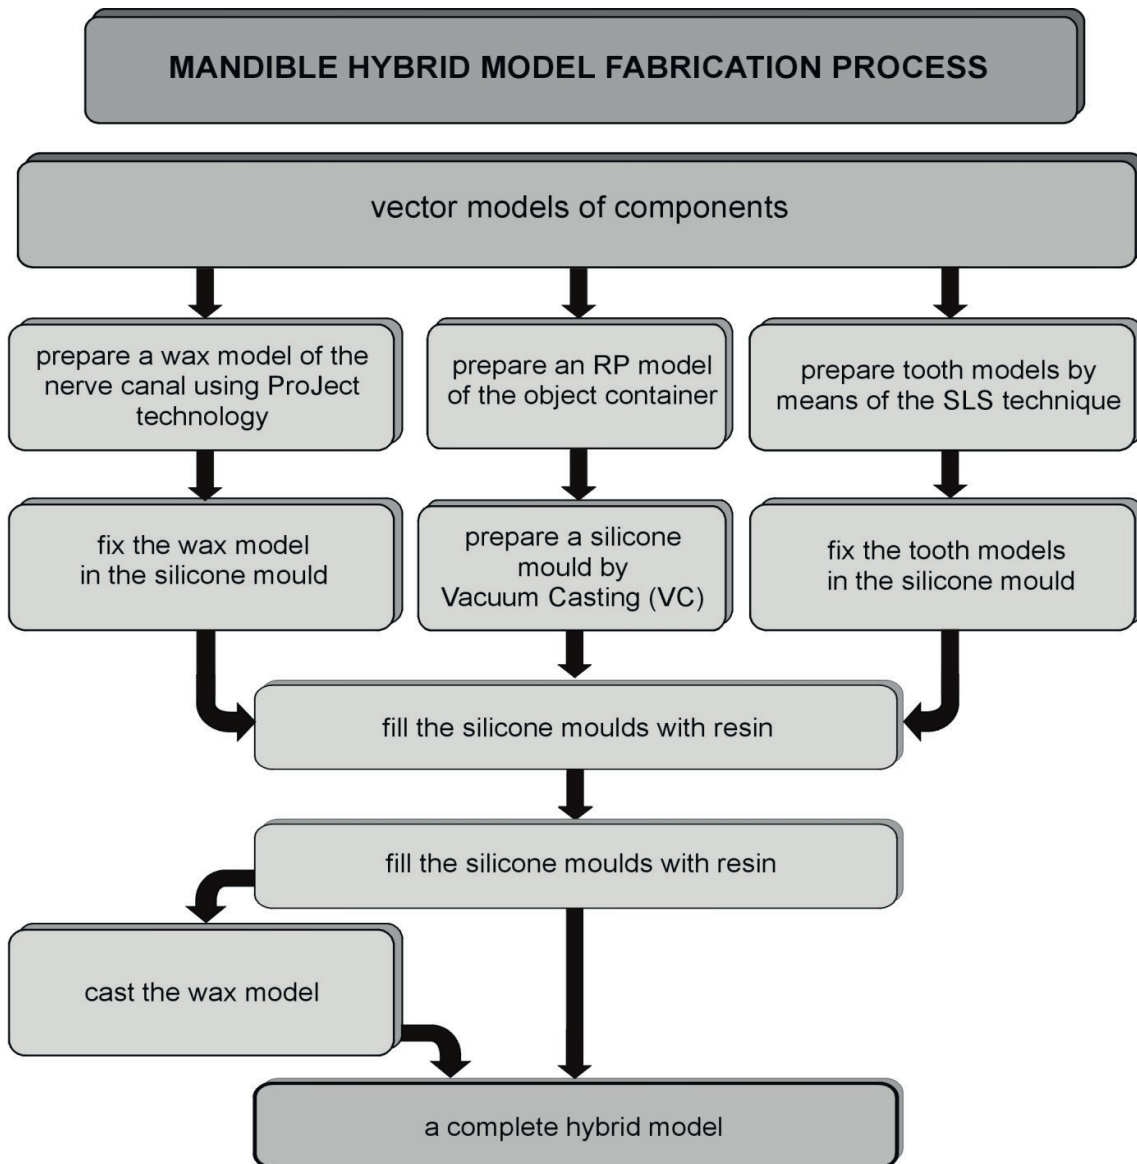 MANDIBLE HYBRID MODEL FABRICATION PROCESS
vector models of components
prepare a wax model of the
nerve canal using ProJect
technology
prepare an RP model
of the object container
prepare tooth models by
means of the SLS technique
fix the wax model
in the silicone mould
prepare a silicone
mould by
Vacuum Casting (VC)
fix the tooth models
in the silicone mould
fill the silicone moulds with resin
fill the silicone moulds with resin
cast the wax model
a complete hybrid model